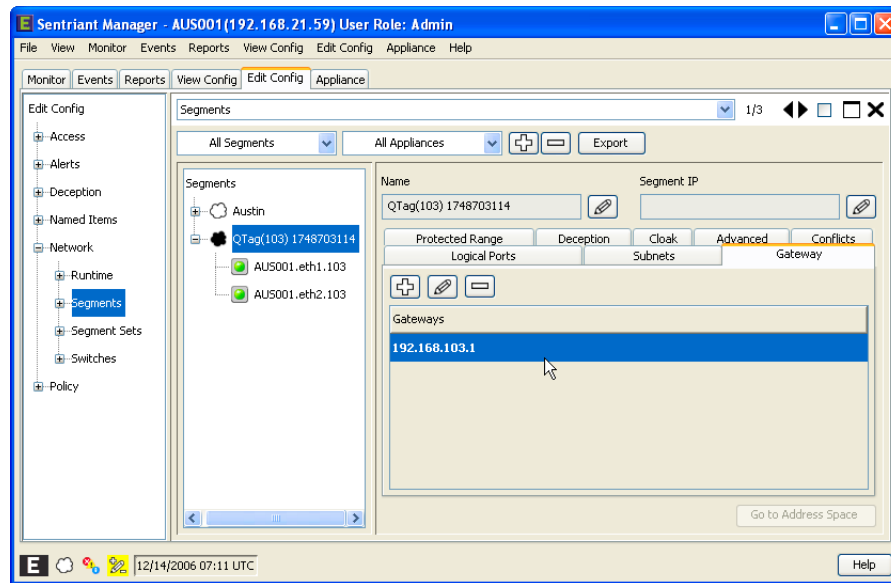 Sentriant Manager - AUS001(192.168.21.59) User Role: Admin
File View Monitor Events Reports View Config Edit Config Appliance Help
Monitor Events Reports View Config Edit Config Appliance
Edit Config
Access
Alerts
Deception
Named Items
Network
Runtime
Segments
Segment Sets
Switches
Policy
Segments 1/3
All Segments All Appliances Export
Segments
Austin
QTag(103) 1748703114
AUS001.eth1.103
AUS001.eth2.103
Name Segment IP
QTag(103) 1748703114
Protected Range Deception Cloak Advanced Conflicts
Logical Ports Subnets Gateway
Gateways
192.168.103.1
Go to Address Space
E 12/14/2006 07:11 UTC Help